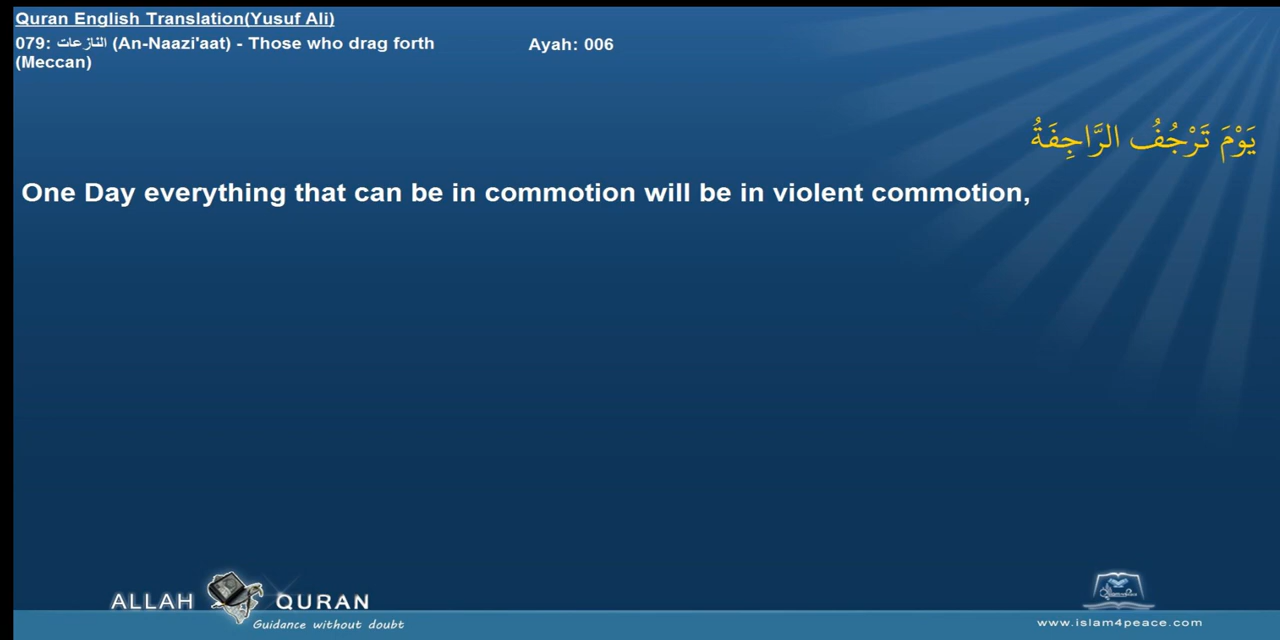 Quran English Translation(Yusuf Ali)
079: النازعات (An-Naazi'aat) - Those who drag forth
(Meccan)
Ayah: 006
يَوْمَ تَرْجُفُ الرَّاجِفَةُ
One Day everything that can be in commotion will be in violent commotion,
ALLAH QURAN
Guidance without doubt
www.islam4peace.com